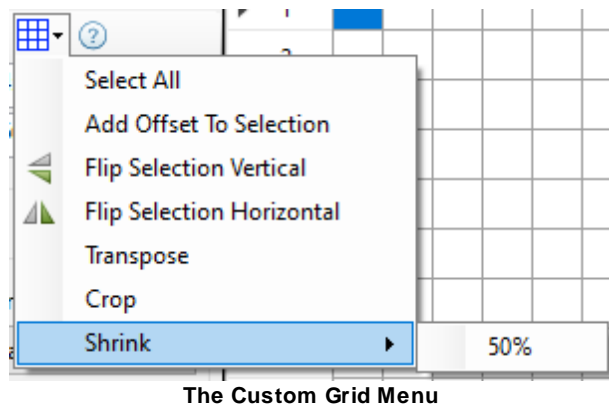 1
Select All
Add Offset To Selection
Flip Selection Vertical
Flip Selection Horizontal
Transpose
Crop
Shrink
50%
The Custom Grid Menu